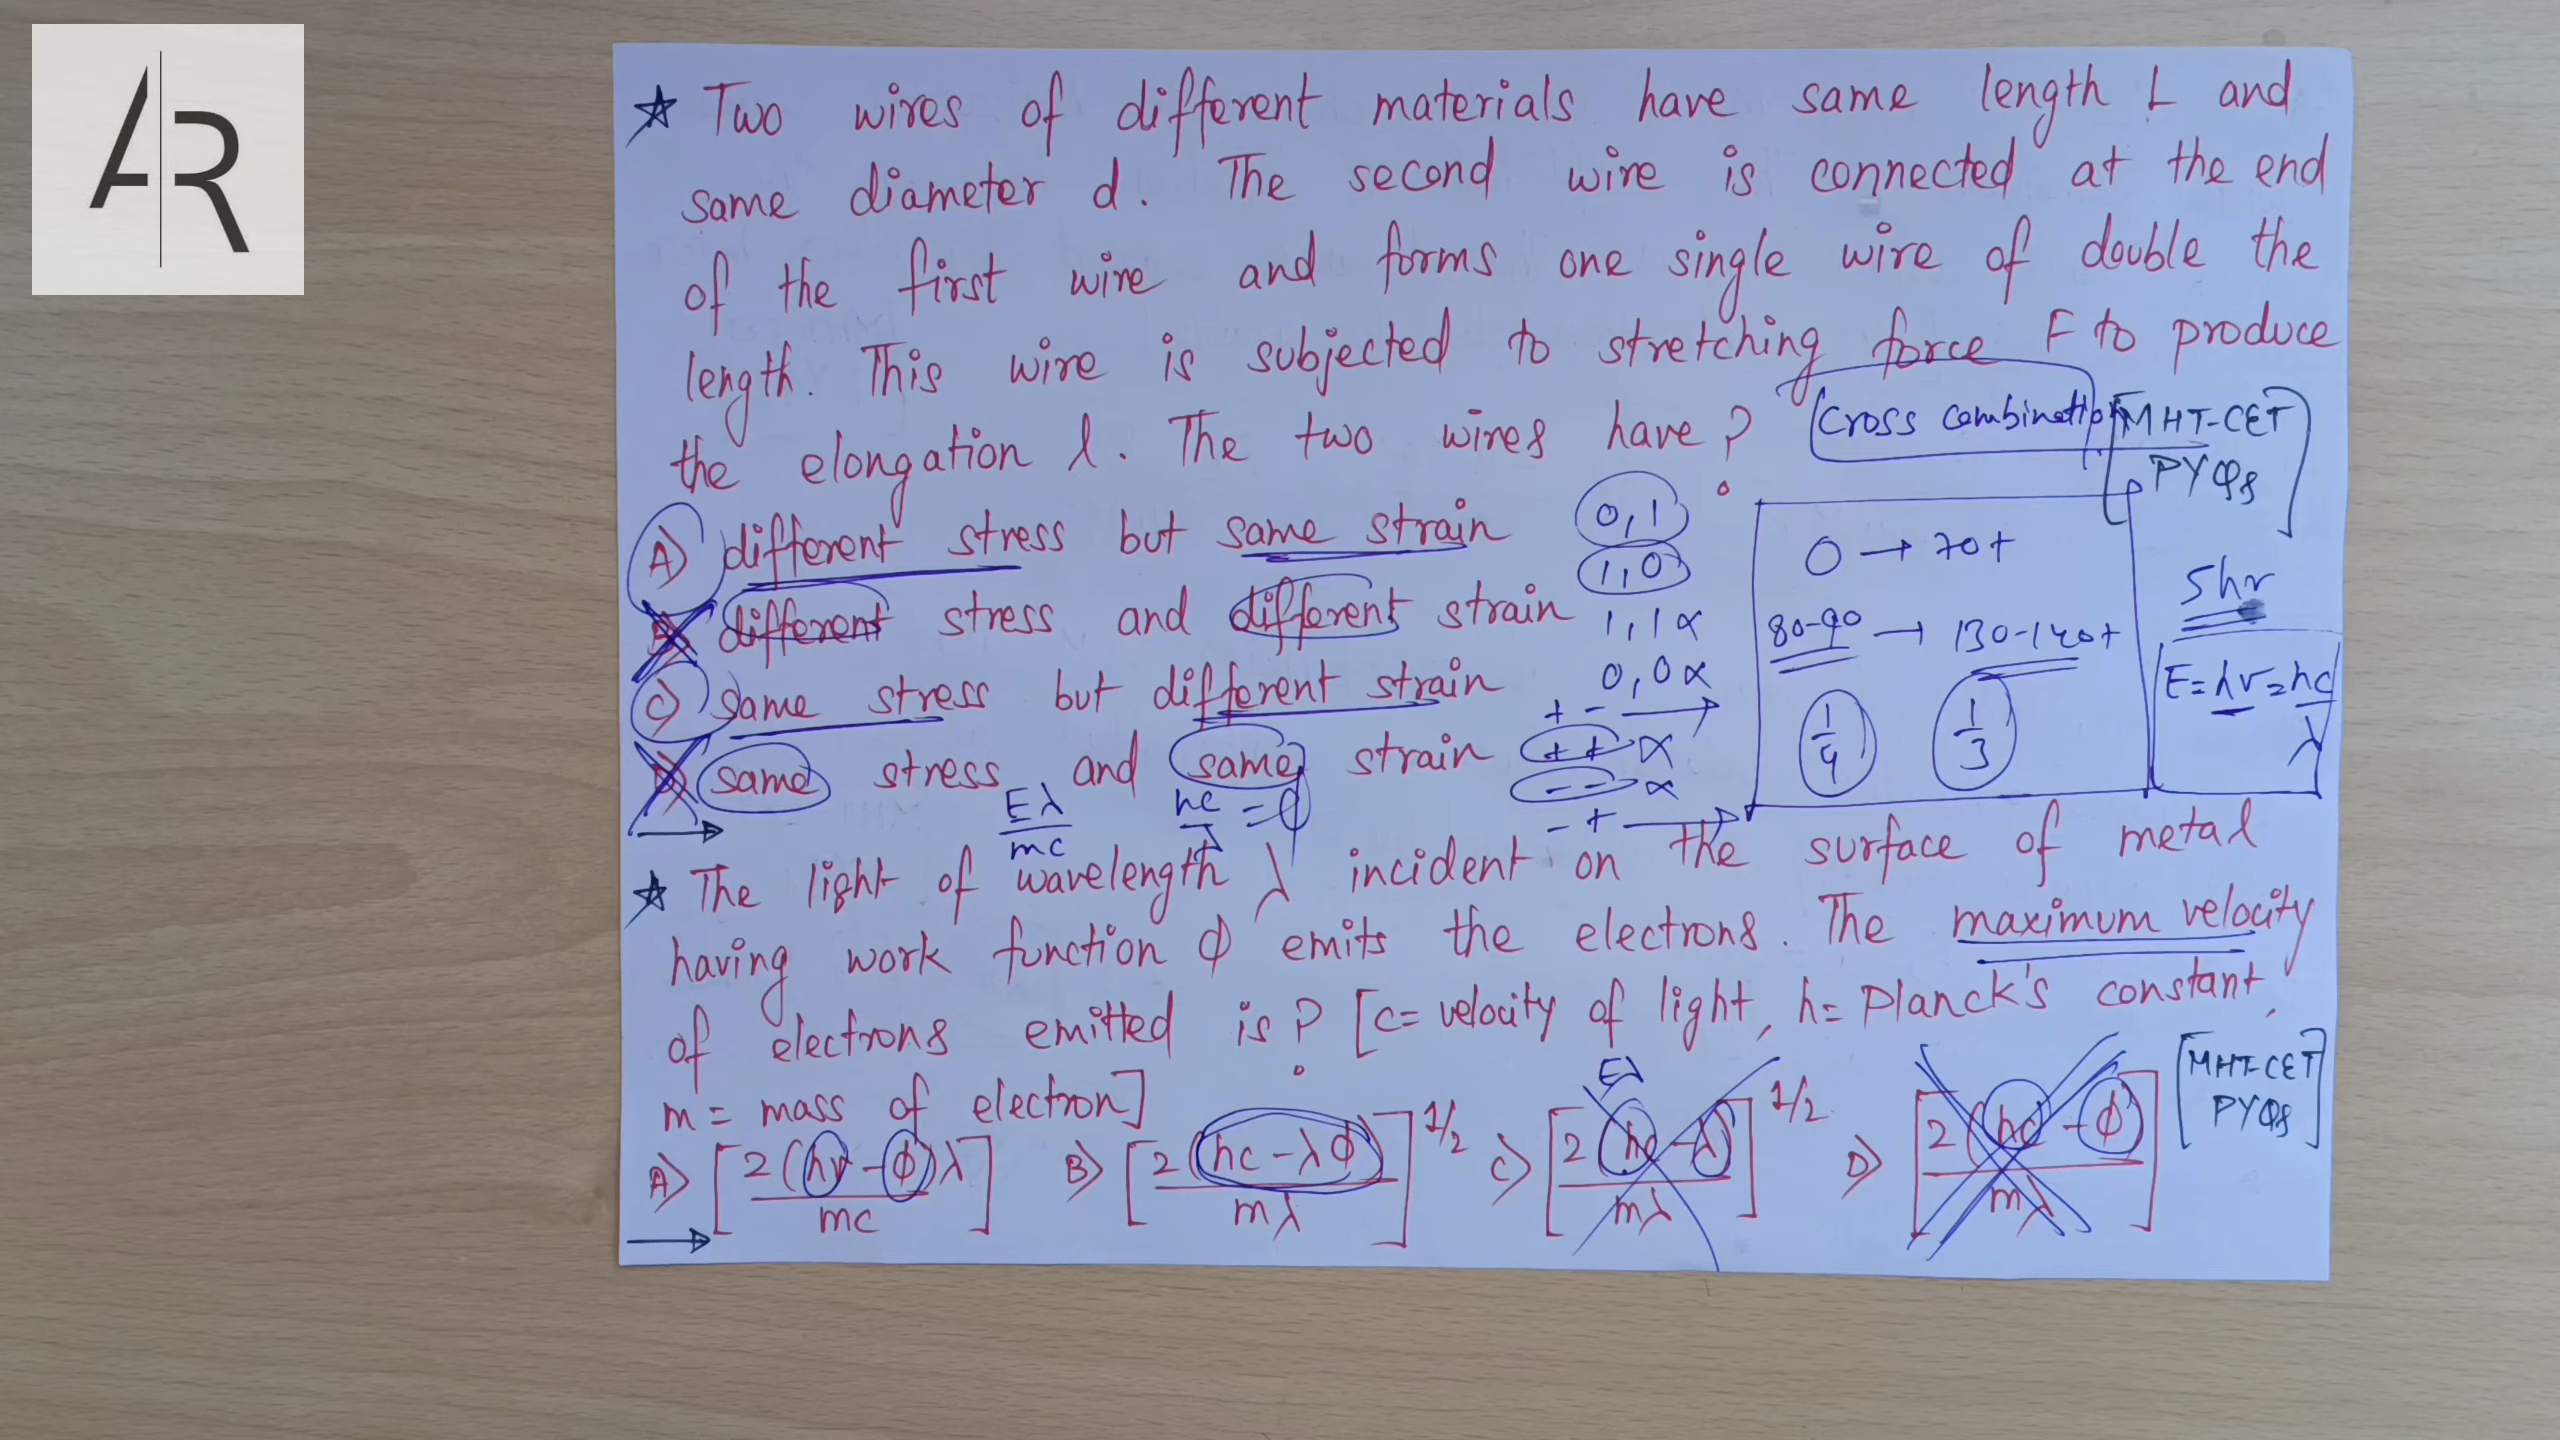 AR
☆ Two wires of different materials have same length L and
same diameter d. The second wire is connected at the end
of the first wire and forms one single wire of double the
length. This wire is subjected to stretching force F to produce
the elongation l. The two wires have?
Cross combination
[MHT-CET
PYQs]
A) different stress but same strain
B) different stress and different strain
C) same stress but different strain
D) same stress and same strain
0,1
1,0
1,1 ×
0,0 ×
+ - →
+ + ×
- - ×
- + →
0 → 70+
80-90 → 130-140+
1/4 1/3
5hr
E=hν=hc/λ
Eλ/mc hc/λ = ϕ
☆ The light of wavelength λ incident on the surface of metal
having work function ϕ emits the electrons. The maximum velocity
of electrons emitted is? [c= velocity of light, h= Planck's constant,
m= mass of electron]
[MHT-CET
PYQs]
Eλ
A) [2(hν-ϕ)λ/mc] B) [2(hc-λϕ)/mλ]^1/2 C) [2(hc-λ)/mλ]^1/2 D) [2(hc-ϕ)/mλ]